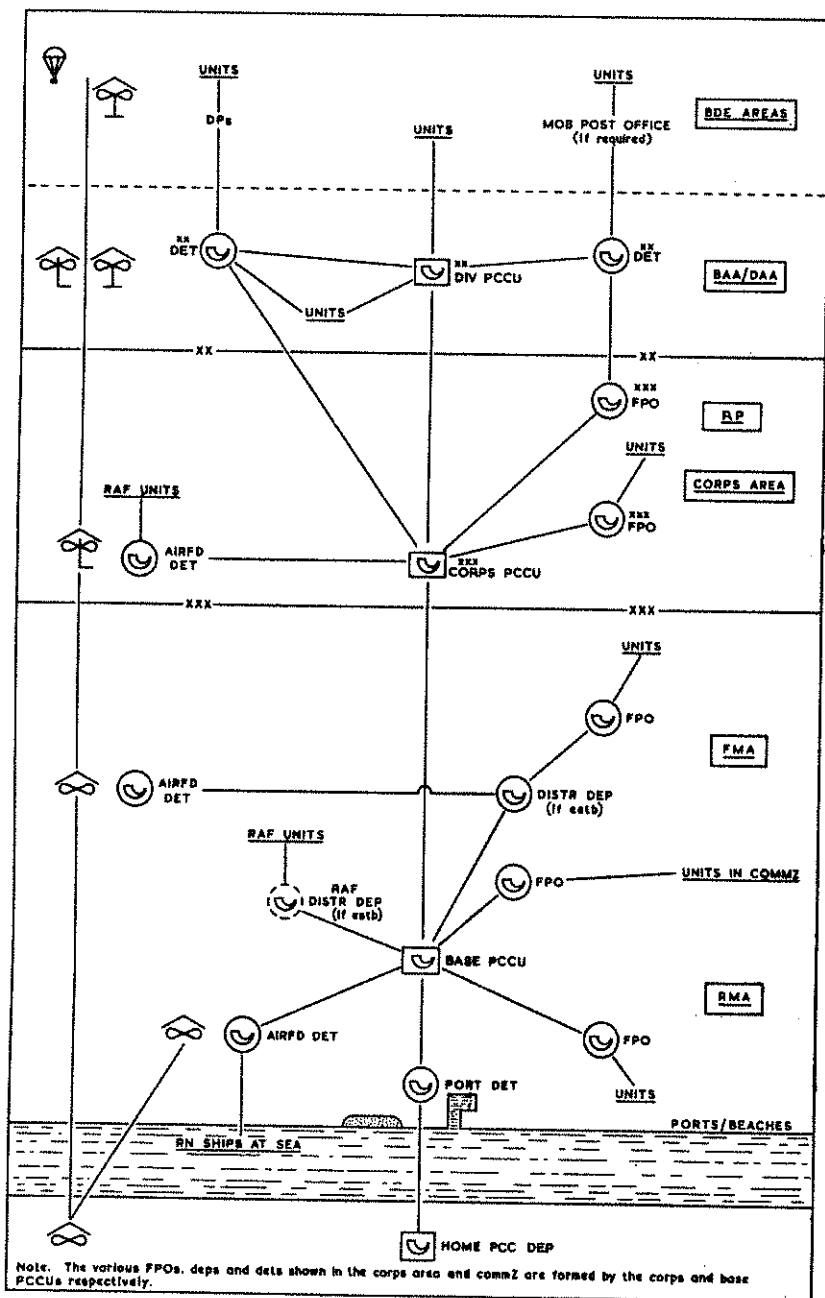 UNITS
UNITS
BDE AREAS
DPs
MOB POST OFFICE
(If required)
UNITS
xx
DET
xx
DIV PCCU
xx
DET
BAA/DAA
UNITS
XX
XX
xxx
FPO
RP
UNITS
CORPS AREA
RAF UNITS
xxx
FPO
AIRFD
DET
xxx
CORPS PCCU
XXX
XXX
UNITS
FPO
FMA
AIRFD
DET
DISTR DEP
(If estb)
RAF UNITS
RAF
DISTR DEP
(If estb)
FPO
UNITS IN COMMZ
BASE PCCU
RMA
AIRFD DET
FPO
PORT DET
UNITS
PORTS/BEACHES
RN SHIPS AT SEA
HOME PCC DEP
Note. The various FPOs, deps and dets shown in the corps area and commZ are formed by the corps and base
PCCUs respectively.